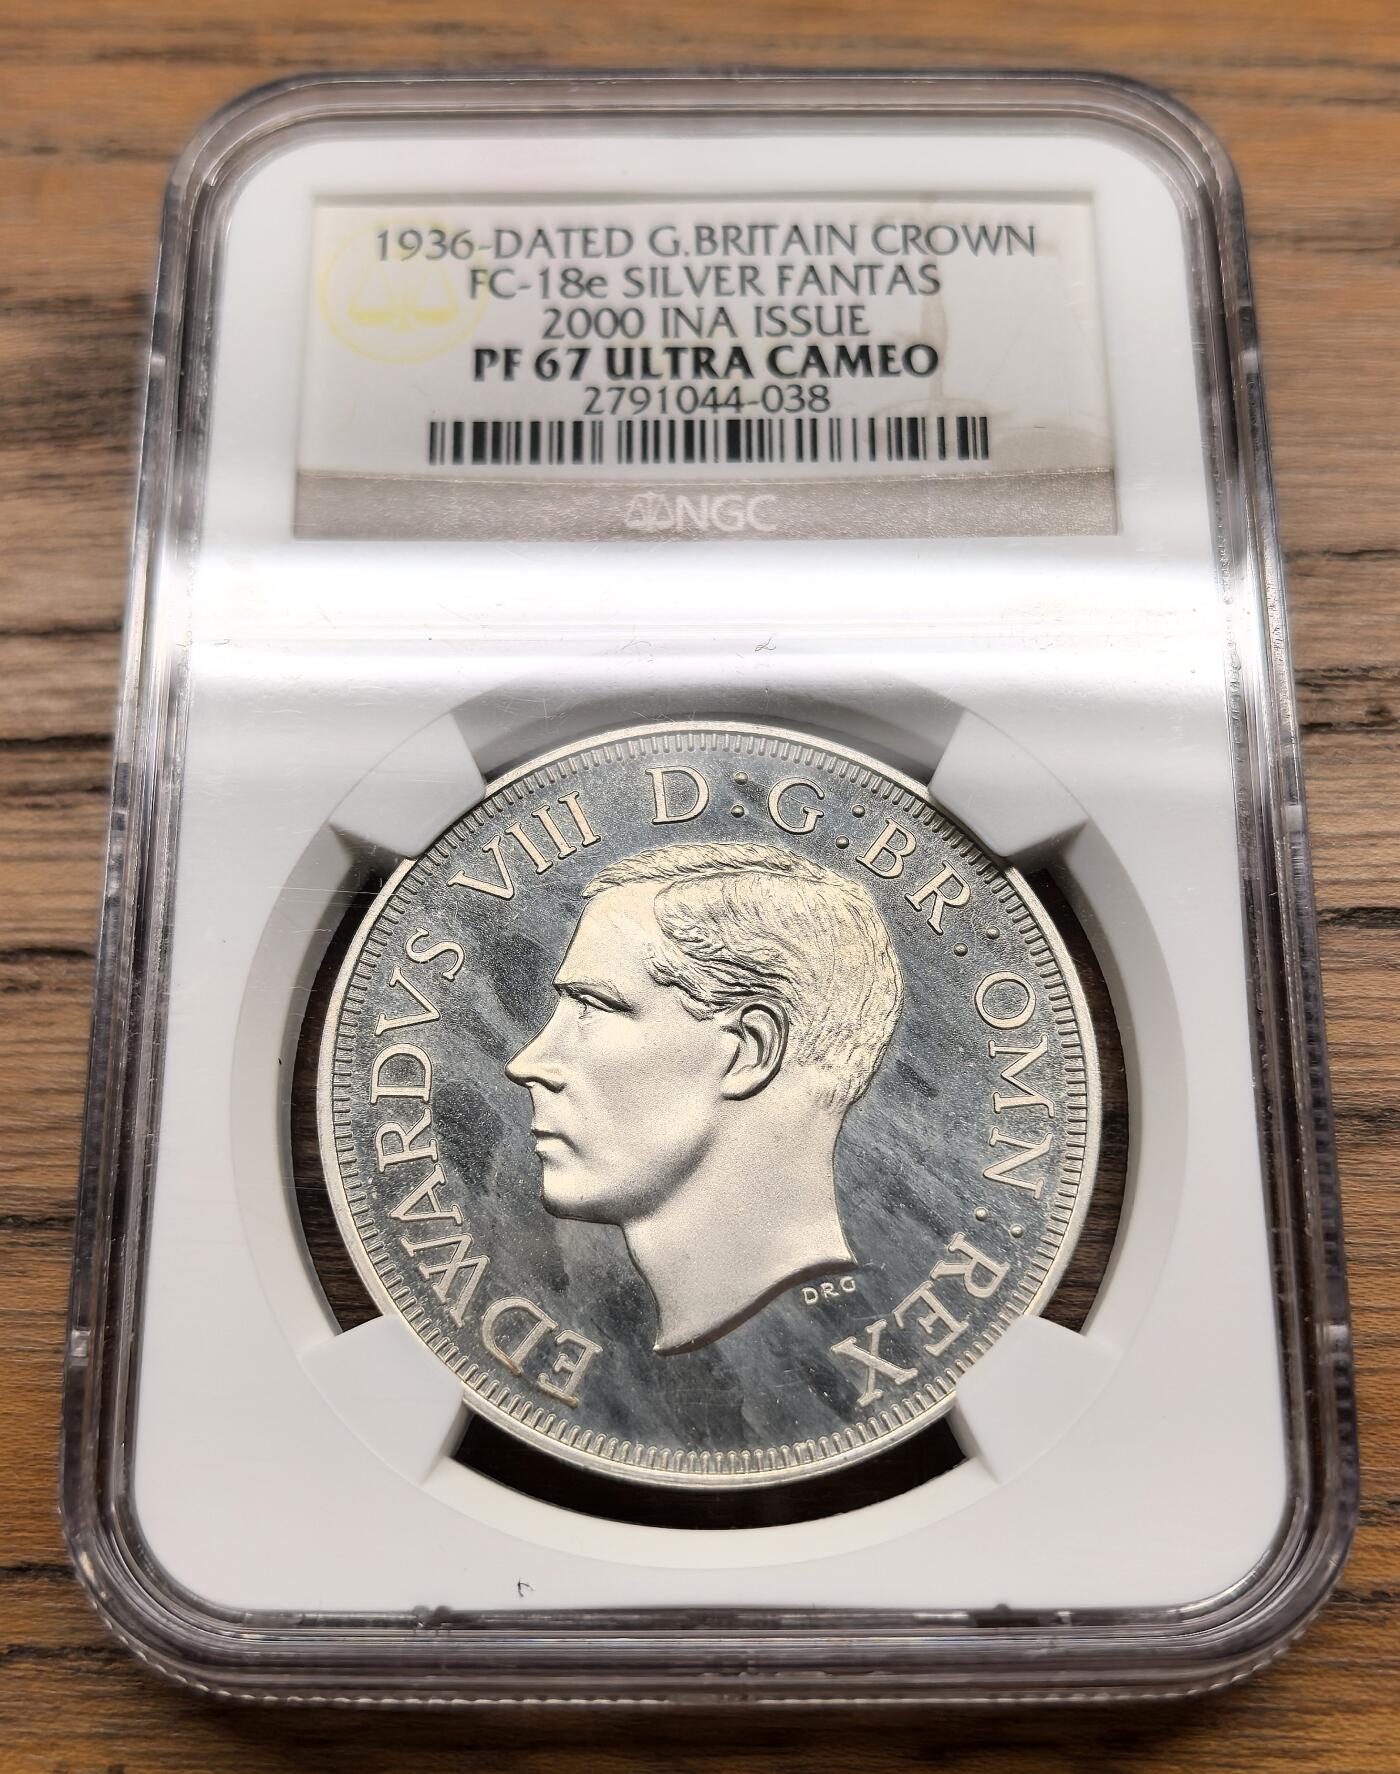 1936-DATED G.BRITAIN CROWN
FC-18e SILVER FANTAS
2000 INA ISSUE
PF 67 ULTRA CAMEO
2791044-038
NGC
EDWARDVS VIII D:G:BR:OMN:REX
DRG